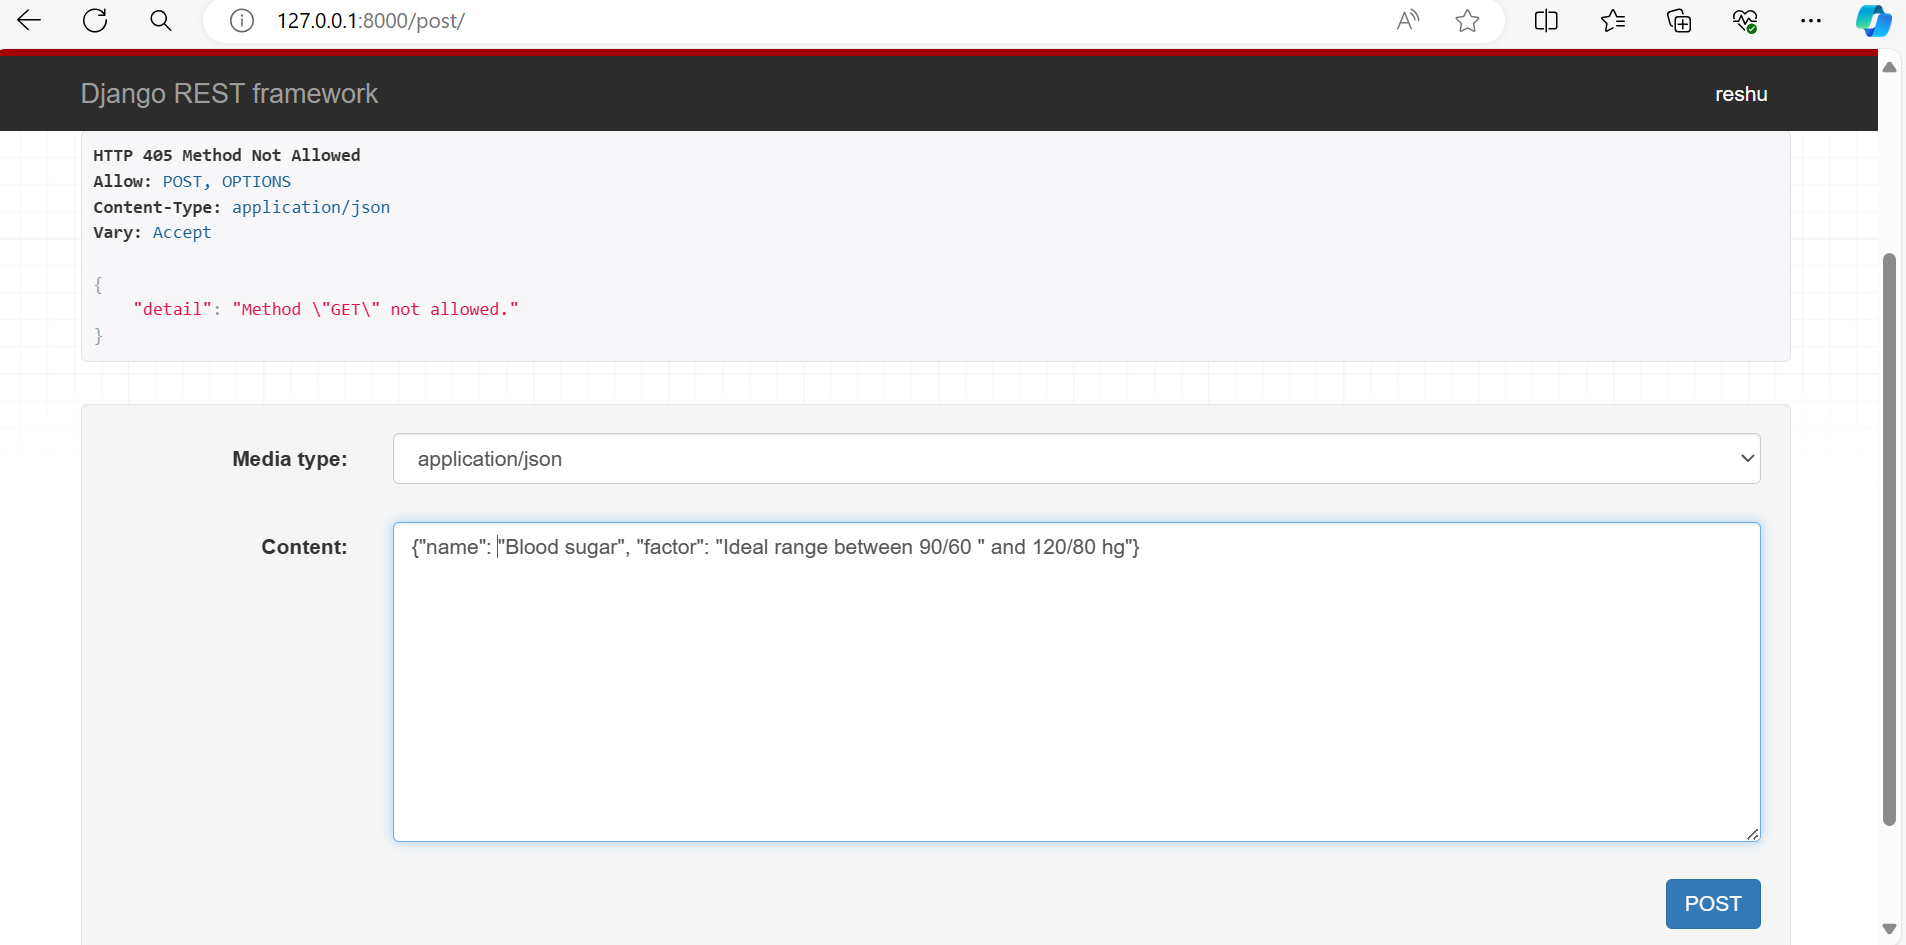 127.0.0.1:8000/post/
Django REST framework
reshu
HTTP 405 Method Not Allowed
Allow: POST, OPTIONS
Content-Type: application/json
Vary: Accept
{
"detail": "Method \"GET\" not allowed."
}
Media type:
application/json
Content:
{"name": "Blood sugar", "factor": "Ideal range between 90/60 " and 120/80 hg"}
POST